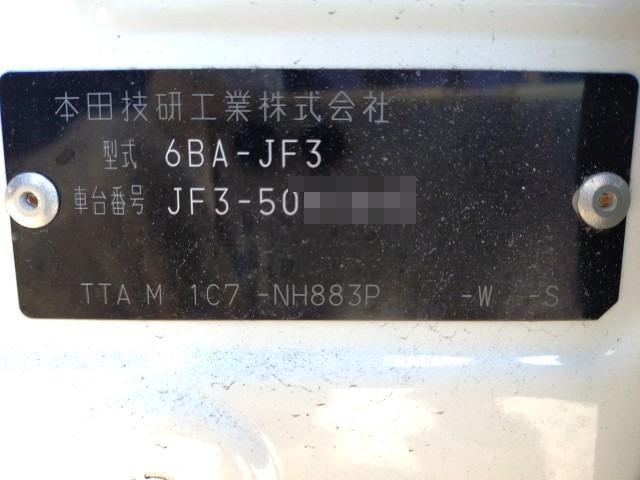 本田技研工業株式会社
型式 6BA-JF3
車台番号 JF3-50
TTA M 1C7 -NH883P -W -S